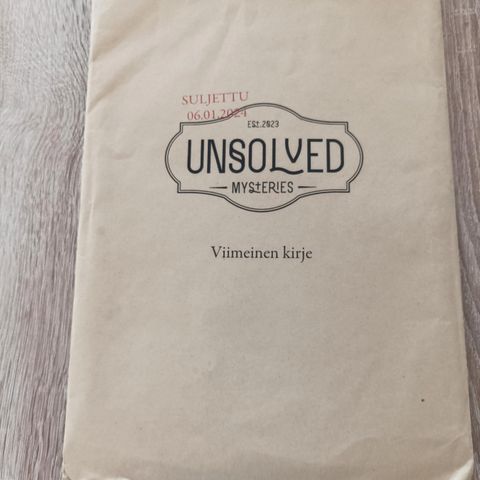 SULJETTU
06.01.2024
Est.2023
UNSOLVED
MYSTERIES
Viimeinen kirje